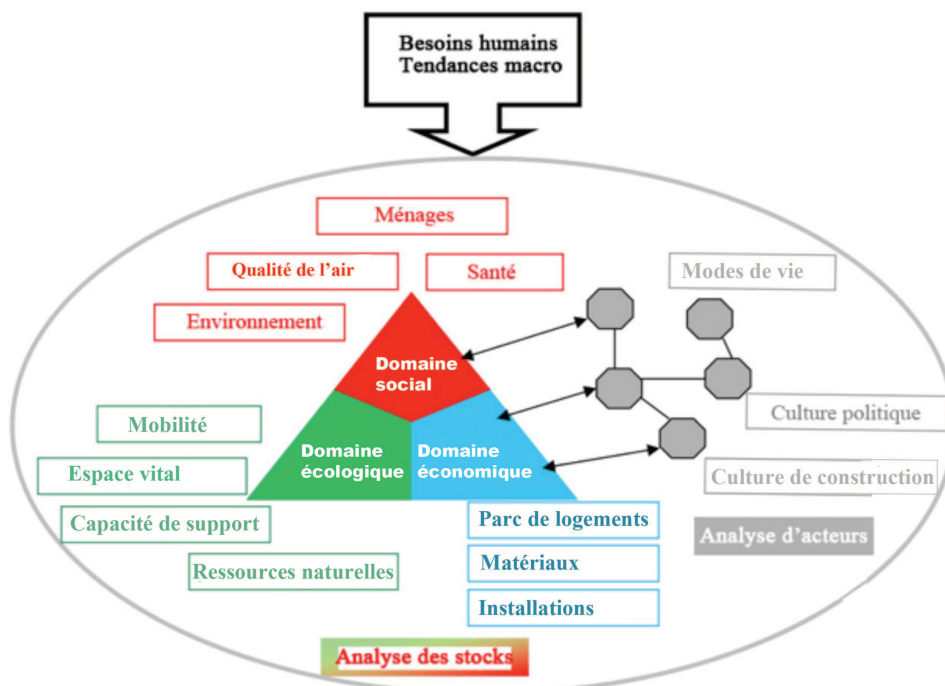 Besoins humains
Tendances macro
Ménages
Qualité de l’air
Santé
Modes de vie
Environnement
Domaine
social
Mobilité
Culture politique
Domaine
écologique
Domaine
économique
Espace vital
Culture de construction
Capacité de support
Parc de logements
Analyse d’acteurs
Ressources naturelles
Matériaux
Installations
Analyse des stocks